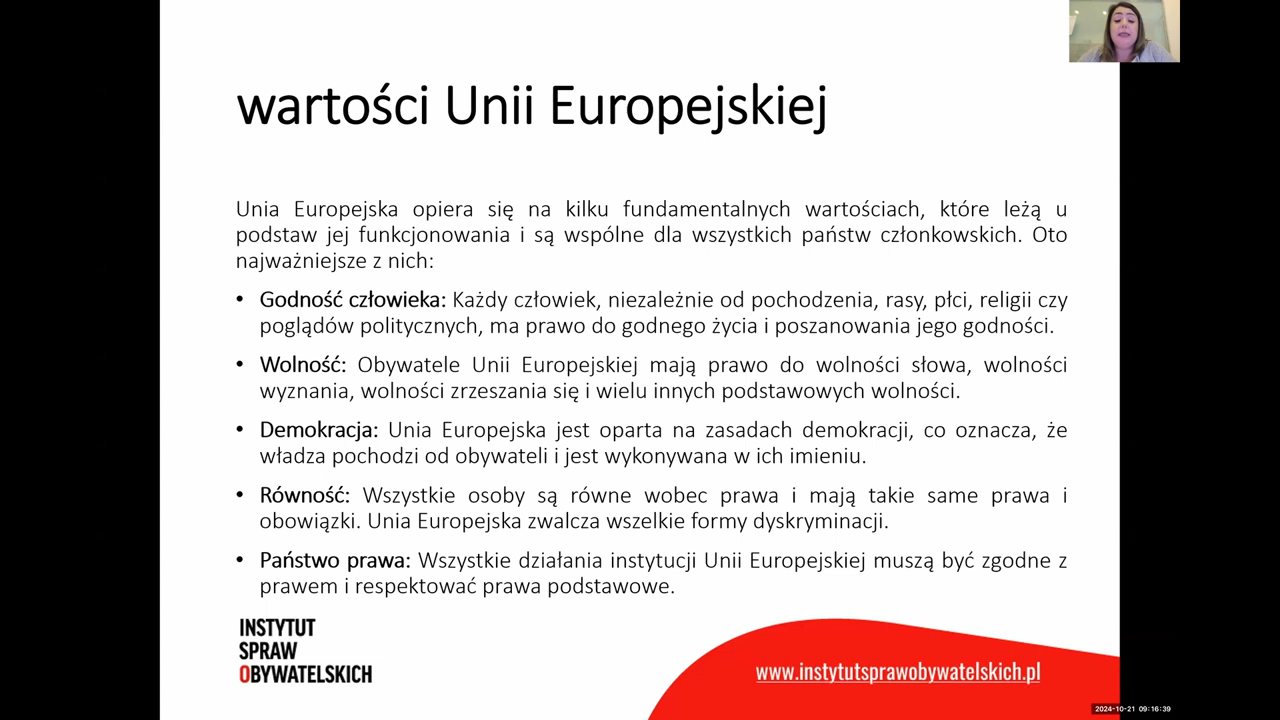 wartości Unii Europejskiej
Unia Europejska opiera się na kilku fundamentalnych wartościach, które leżą u
podstaw jej funkcjonowania i są wspólne dla wszystkich państw członkowskich. Oto
najważniejsze z nich:
• Godność człowieka: Każdy człowiek, niezależnie od pochodzenia, rasy, płci, religii czy
poglądów politycznych, ma prawo do godnego życia i poszanowania jego godności.
• Wolność: Obywatele Unii Europejskiej mają prawo do wolności słowa, wolności
wyznania, wolności zrzeszania się i wielu innych podstawowych wolności.
• Demokracja: Unia Europejska jest oparta na zasadach demokracji, co oznacza, że
władza pochodzi od obywateli i jest wykonywana w ich imieniu.
• Równość: Wszystkie osoby są równe wobec prawa i mają takie same prawa i
obowiązki. Unia Europejska zwalcza wszelkie formy dyskryminacji.
• Państwo prawa: Wszystkie działania instytucji Unii Europejskiej muszą być zgodne z
prawem i respektować prawa podstawowe.
INSTYTUT
SPRAW
OBYWATELSKICH
www.instytutsprawobywatelskich.pl
2024-10-21 09:16:39